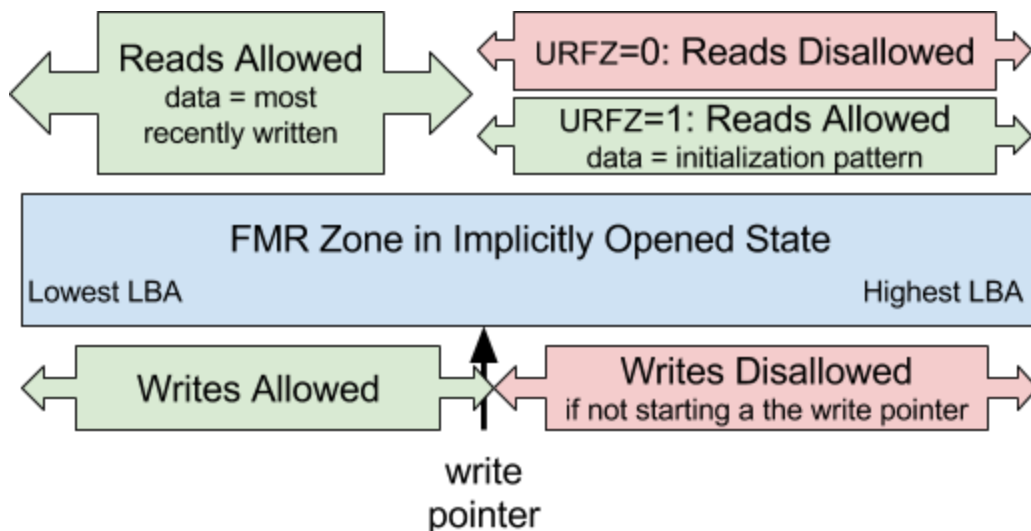 Reads Allowed
data = most
recently written
URFZ=0: Reads Disallowed
URFZ=1: Reads Allowed
data = initialization pattern
FMR Zone in Implicitly Opened State
Lowest LBA
Highest LBA
Writes Allowed
Writes Disallowed
if not starting a the write pointer
write
pointer